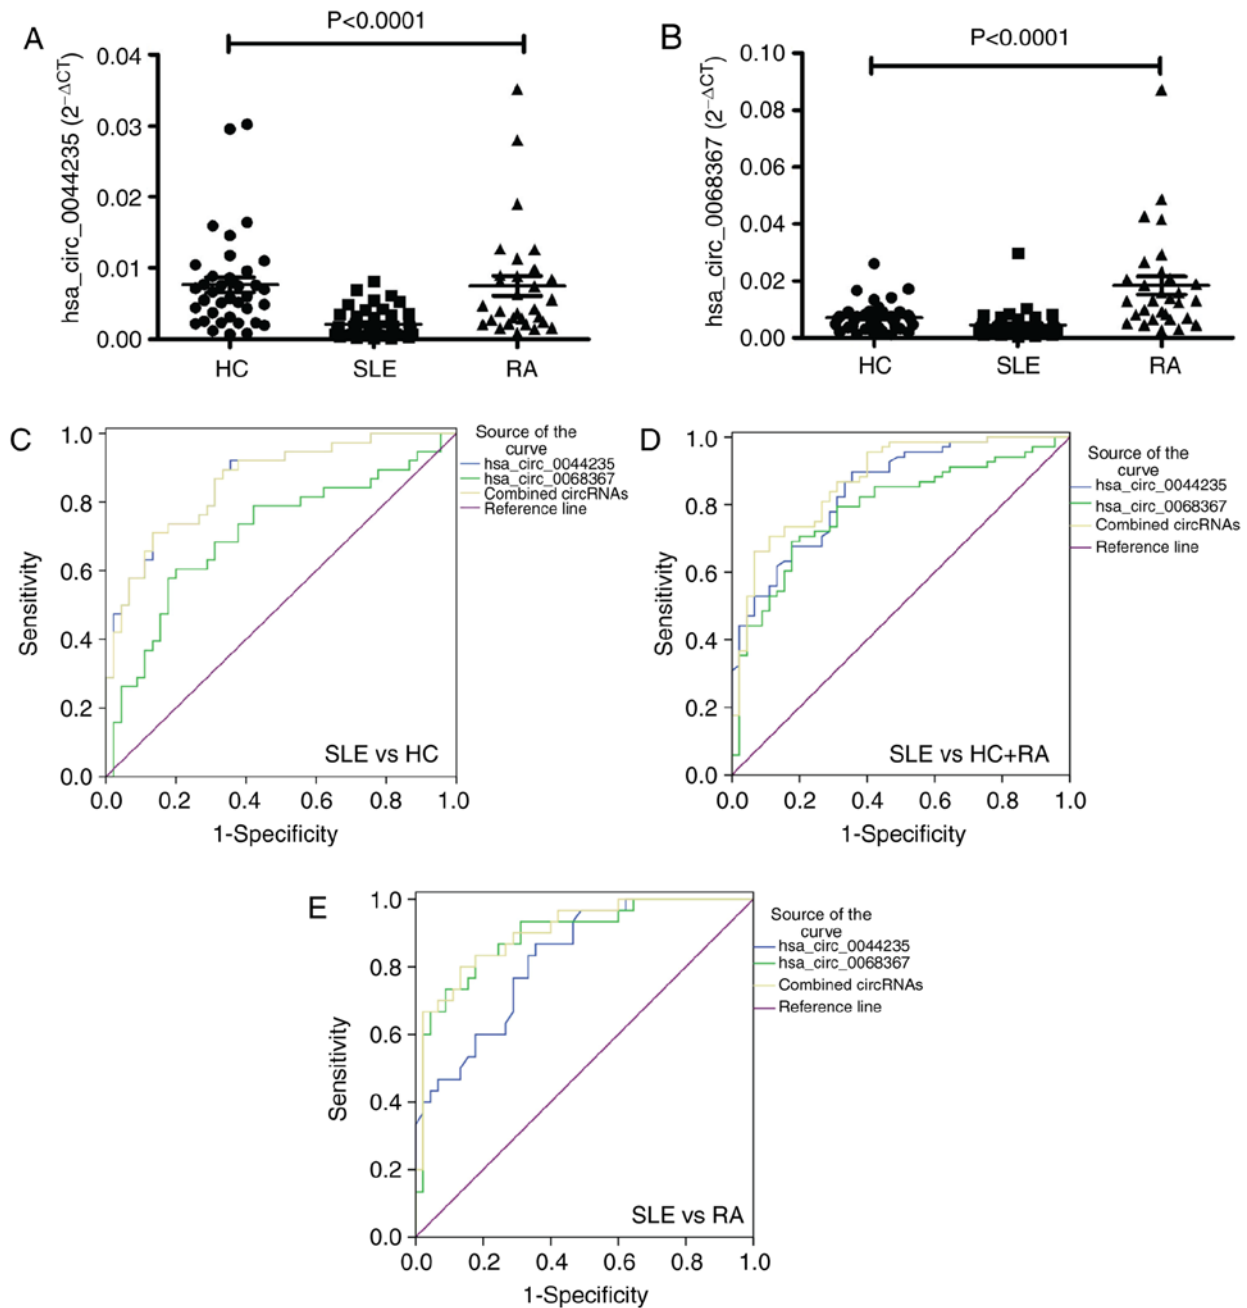 A
P<0.0001
hsa_circ_0044235 (2⁻ΔCT)
0.04
0.03
0.02
0.01
0.00
HC
SLE
RA
B
P<0.0001
hsa_circ_0068367 (2⁻ΔCT)
0.10
0.08
0.06
0.04
0.02
0.00
HC
SLE
RA
C
Sensitivity
1.0
0.8
0.6
0.4
0.2
0.0
0.0
0.2
0.4
0.6
0.8
1.0
1-Specificity
SLE vs HC
Source of the
curve
hsa_circ_0044235
hsa_circ_0068367
Combined circRNAs
Reference line
D
Sensitivity
1.0
0.8
0.6
0.4
0.2
0.0
0.0
0.2
0.4
0.6
0.8
1.0
1-Specificity
SLE vs HC+RA
Source of the
curve
hsa_circ_0044235
hsa_circ_0068367
Combined circRNAs
Reference line
E
Sensitivity
1.0
0.8
0.6
0.4
0.2
0.0
0.0
0.2
0.4
0.6
0.8
1.0
1-Specificity
SLE vs RA
Source of the
curve
hsa_circ_0044235
hsa_circ_0068367
Combined circRNAs
Reference line